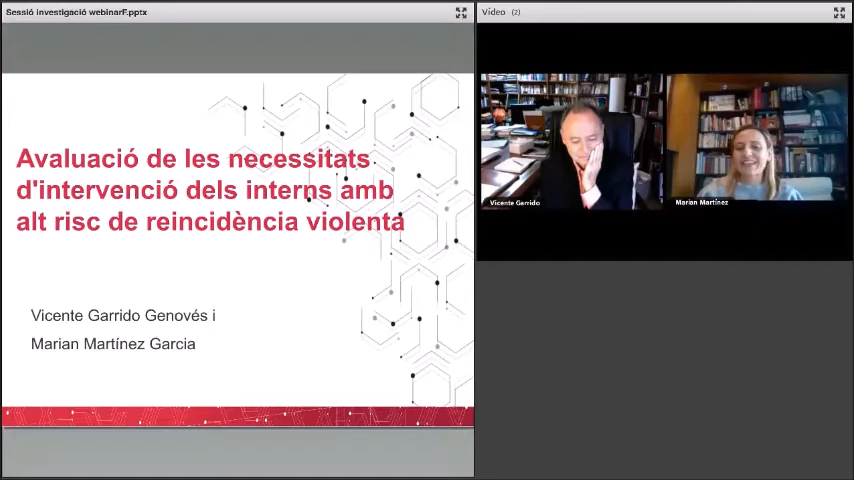 Sessió investigació webinarF.pptx
Vídeo (2)
Avaluació de les necessitats
d'intervenció dels interns amb
alt risc de reincidència violenta
Vicente Garrido Genovés i
Marian Martínez Garcia
Vicente Garrido
Marian Martínez